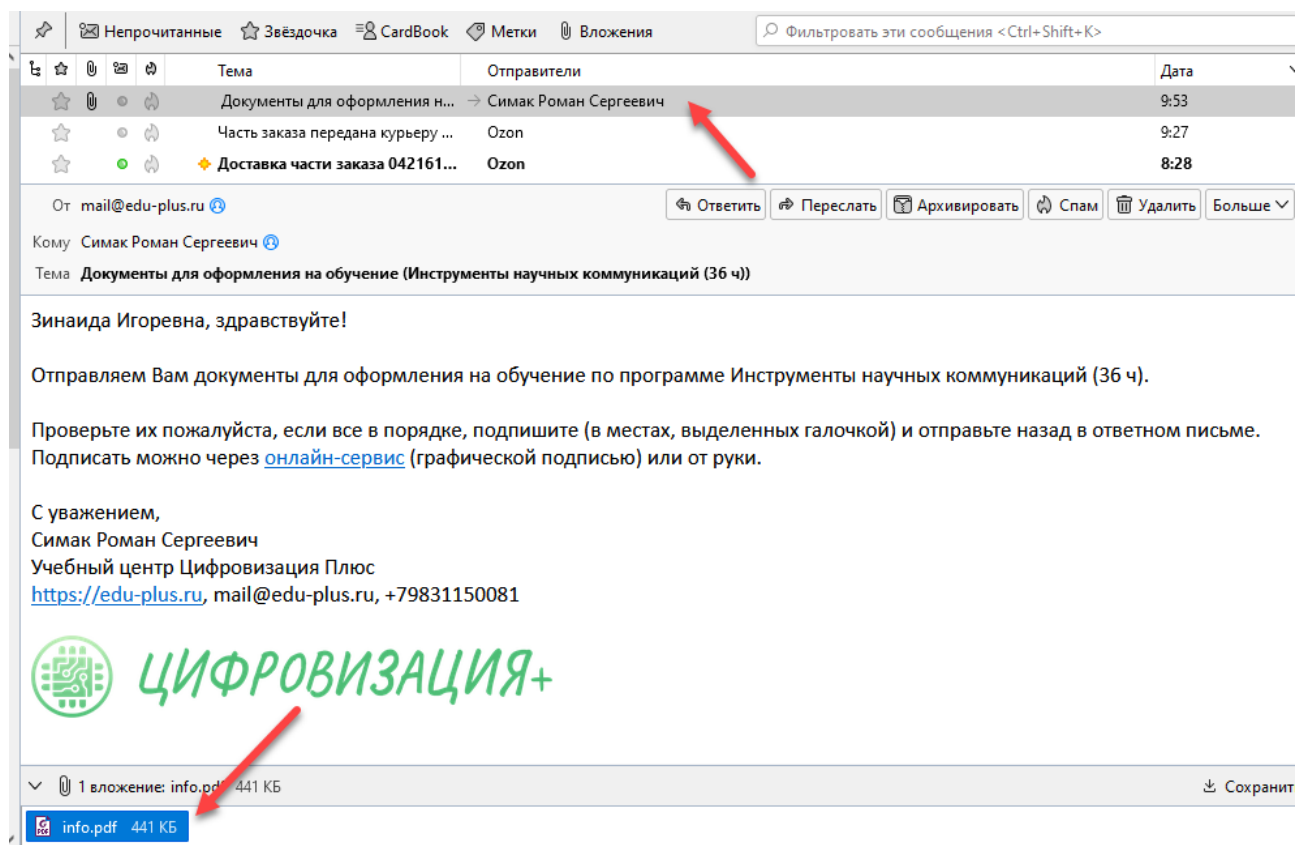 Непрочитанные Звёздочка CardBook Метки Вложения Фильтровать эти сообщения <Ctrl+Shift+K>
Тема Отправители Дата
Документы для оформления н... → Симак Роман Сергеевич 9:53
Часть заказа передана курьеру ... Ozon 9:27
Доставка части заказа 042161... Ozon 8:28
От mail@edu-plus.ru Ответить Переслать Архивировать Спам Удалить Больше
Кому Симак Роман Сергеевич
Тема Документы для оформления на обучение (Инструменты научных коммуникаций (36 ч))
Зинаида Игоревна, здравствуйте!
Отправляем Вам документы для оформления на обучение по программе Инструменты научных коммуникаций (36 ч).
Проверьте их пожалуйста, если все в порядке, подпишите (в местах, выделенных галочкой) и отправьте назад в ответном письме.
Подписать можно через онлайн-сервис (графической подписью) или от руки.
С уважением,
Симак Роман Сергеевич
Учебный центр Цифровизация Плюс
https://edu-plus.ru, mail@edu-plus.ru, +79831150081
ЦИФРОВИЗАЦИЯ+
1 вложение: info.pdf 441 КБ Сохранит
info.pdf 441 КБ